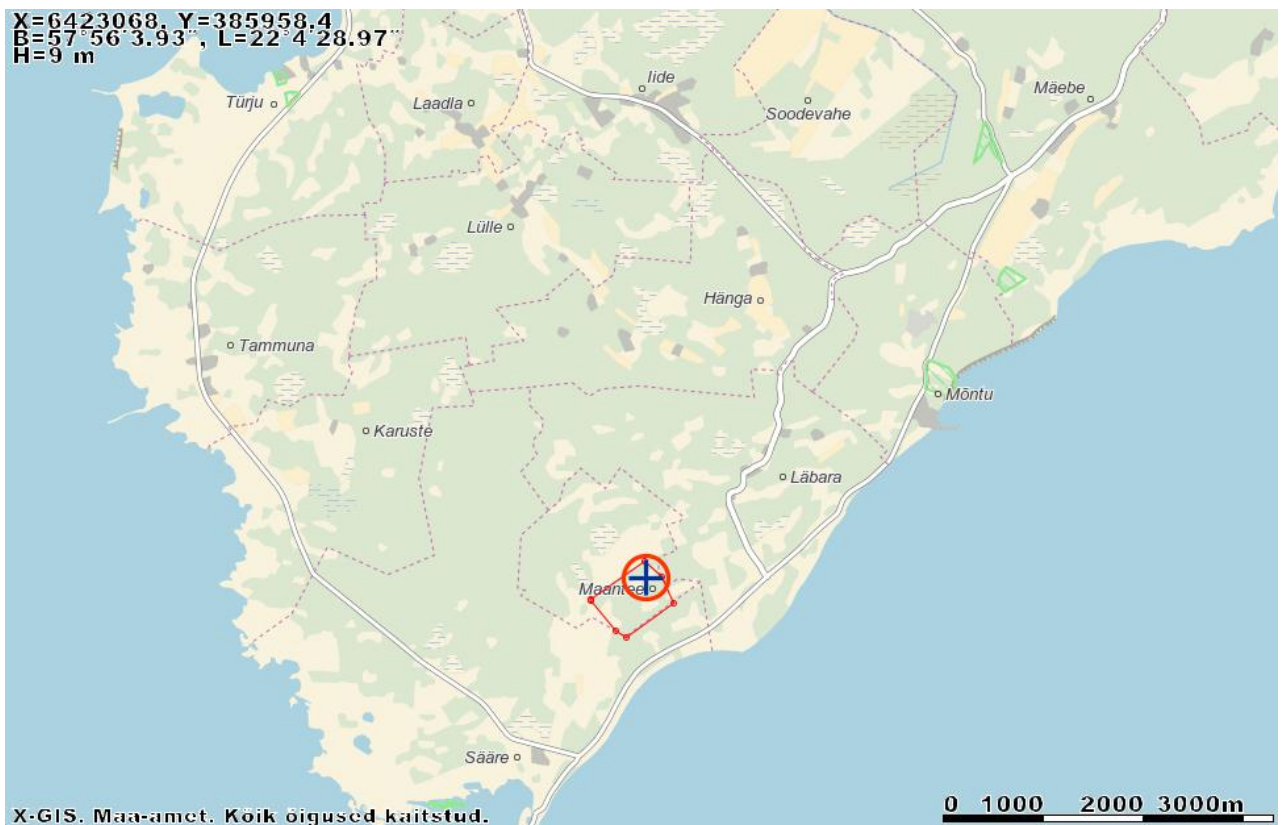 X=6423068, Y=385958.4
B=57°56'3.93'', L=22°4'28.97''
H=9 m
Iide
Mäebe
Türju
Laadla
Soodevahe
Lülle
Hänga
Tammuna
Mõntu
Karuste
Läbara
Maantee
Sääre
X-GIS. Maa-amet. Kõik õigused kaitstud.
0 1000 2000 3000m